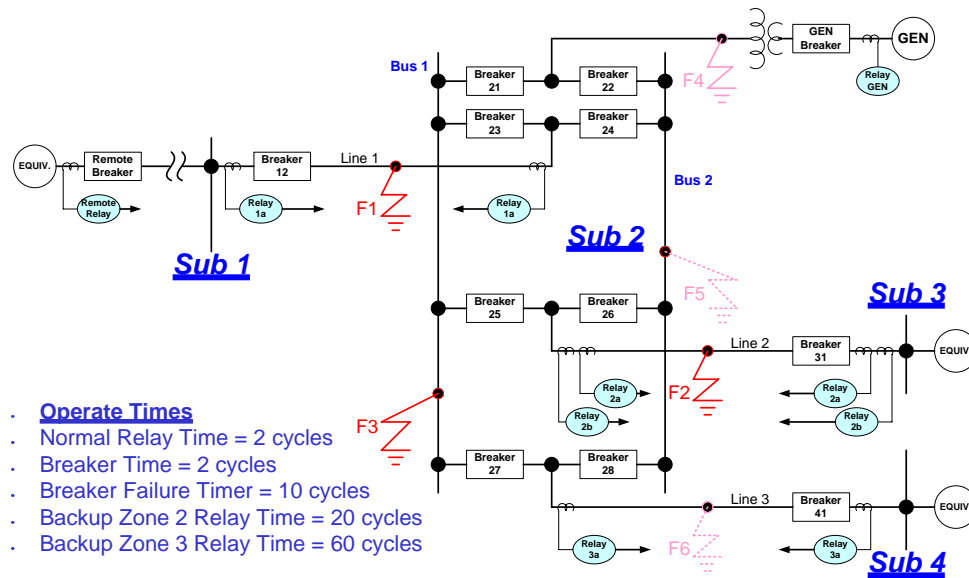 F4
GEN
Breaker
GEN
Relay
GEN
Bus 1
Breaker
21
Breaker
22
Breaker
23
Breaker
24
EQUIV.
Remote
Breaker
Breaker
12
Line 1
Bus 2
Remote
Relay
Relay
1a
F1
Relay
1a
Sub 1
Sub 2
F5
Sub 3
Breaker
25
Breaker
26
Line 2
Breaker
31
EQUIV
Relay
2a
Relay
2b
F2
Relay
2a
Relay
2b
F3
. Operate Times
. Normal Relay Time = 2 cycles
. Breaker Time = 2 cycles
. Breaker Failure Timer = 10 cycles
. Backup Zone 2 Relay Time = 20 cycles
. Backup Zone 3 Relay Time = 60 cycles
Breaker
27
Breaker
28
Line 3
Breaker
41
EQUIV
Relay
3a
F6
Relay
3a
Sub 4